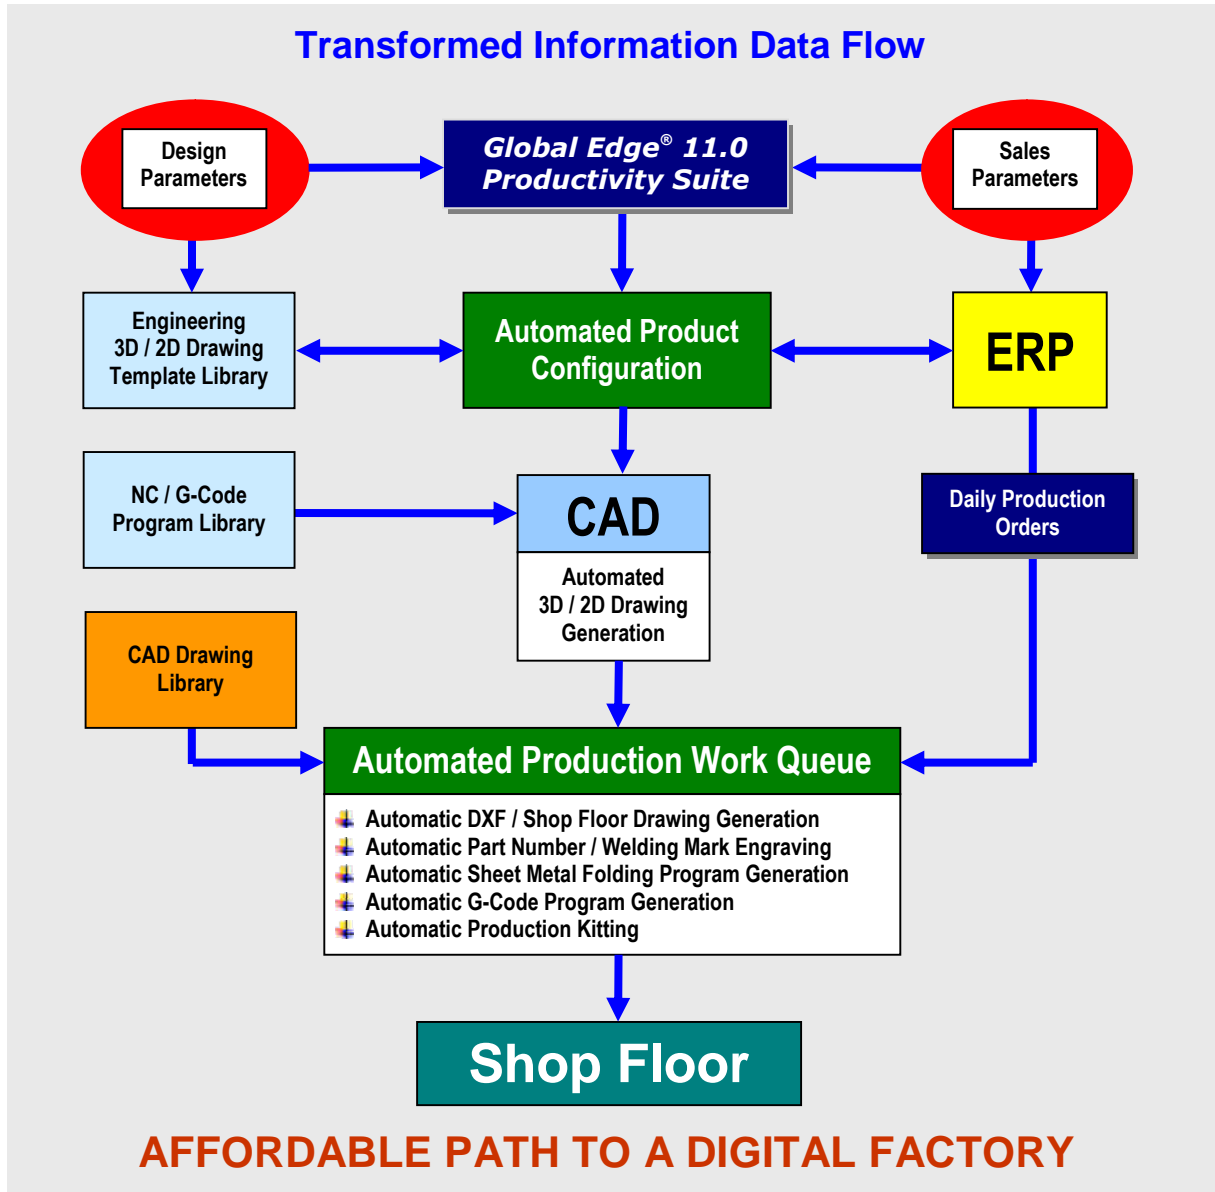 Transformed Information Data Flow
Design
Parameters
Global Edge® 11.0
Productivity Suite
Sales
Parameters
Engineering
3D / 2D Drawing
Template Library
Automated Product
Configuration
ERP
NC / G-Code
Program Library
CAD
Automated
3D / 2D Drawing
Generation
Daily Production
Orders
CAD Drawing
Library
Automated Production Work Queue
Automatic DXF / Shop Floor Drawing Generation
Automatic Part Number / Welding Mark Engraving
Automatic Sheet Metal Folding Program Generation
Automatic G-Code Program Generation
Automatic Production Kitting
Shop Floor
AFFORDABLE PATH TO A DIGITAL FACTORY